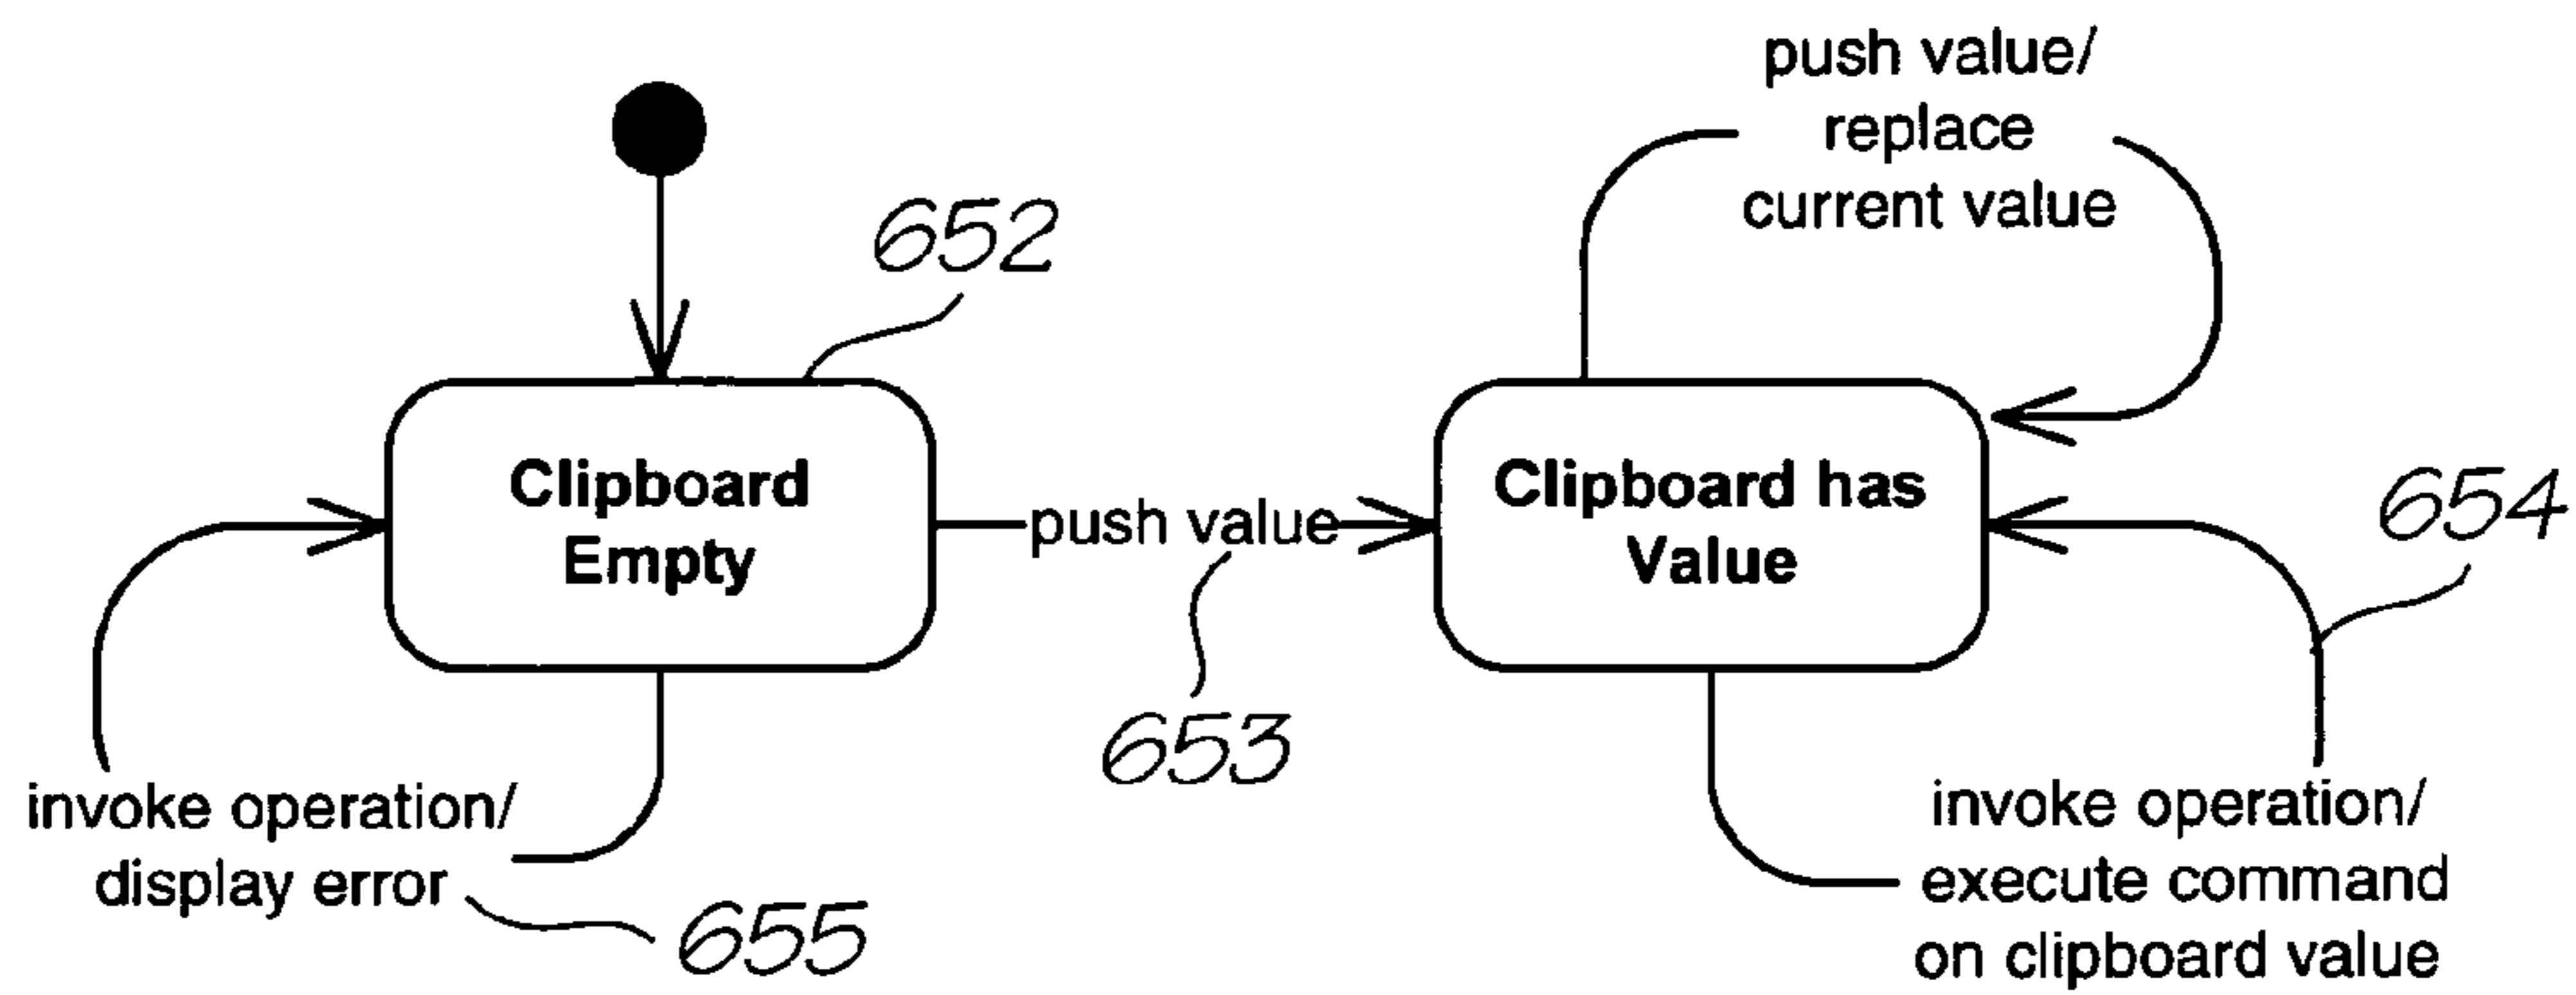 push value/
replace
current value
652
Clipboard
Empty
push value
653
Clipboard has
Value
654
invoke operation/
display error
655
invoke operation/
execute command
on clipboard value